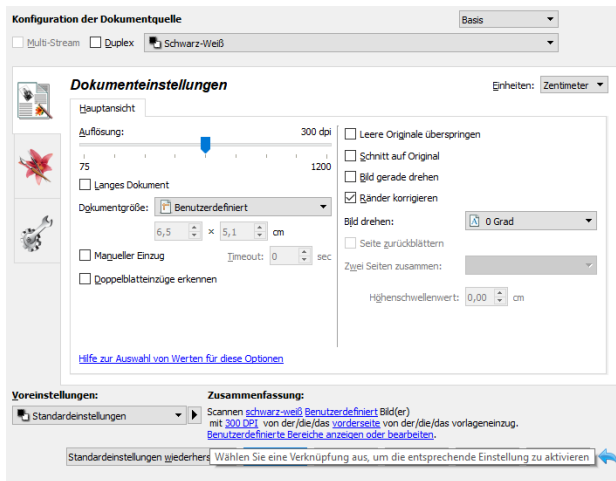 Konfiguration der Dokumentquelle
Basis
Multi-Stream Duplex Schwarz-Weiß
Dokumenteinstellungen
Einheiten: Zentimeter
Hauptansicht
Auflösung: 300 dpi
75 1200
Langes Dokument
Dokumentgröße: Benutzerdefiniert
6,5 × 5,1 cm
Manueller Einzug Timeout: 0 sec
Doppelblatteinzüge erkennen
Hilfe zur Auswahl von Werten für diese Optionen
Leere Originale überspringen
Schnitt auf Original
Bild gerade drehen
Ränder korrigieren
Bild drehen: 0 Grad
Seite zurückblättern
Zwei Seiten zusammen:
Höhenschwellenwert: 0,00 cm
Voreinstellungen:
Standardeinstellungen
Zusammenfassung:
Scannen schwarz-weiß Benutzerdefiniert Bild(er)
mit 300 DPI von der/die/das vorderseite von der/die/das vorlageneinzug.
Benutzerdefinierte Bereiche anzeigen oder bearbeiten.
Standardeinstellungen wiederhers
Wählen Sie eine Verknüpfung aus, um die entsprechende Einstellung zu aktivieren